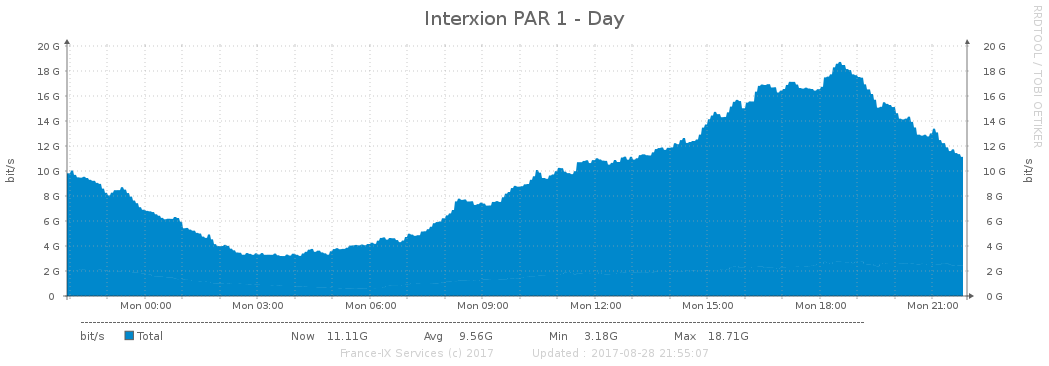 Interxion PAR 1 - Day
RRDTOOL / TOBI OETIKER
bit/s
20 G 20 G
18 G 18 G
16 G 16 G
14 G 14 G
12 G 12 G
10 G 10 G
8 G 8 G
6 G 6 G
4 G 4 G
2 G 2 G
0 0 G
bit/s
Mon 00:00 Mon 03:00 Mon 06:00 Mon 09:00 Mon 12:00 Mon 15:00 Mon 18:00 Mon 21:00
bit/s Total Now 11.11G Avg 9.56G Min 3.18G Max 18.71G
France-IX Services (c) 2017 Updated : 2017-08-28 21:55:07